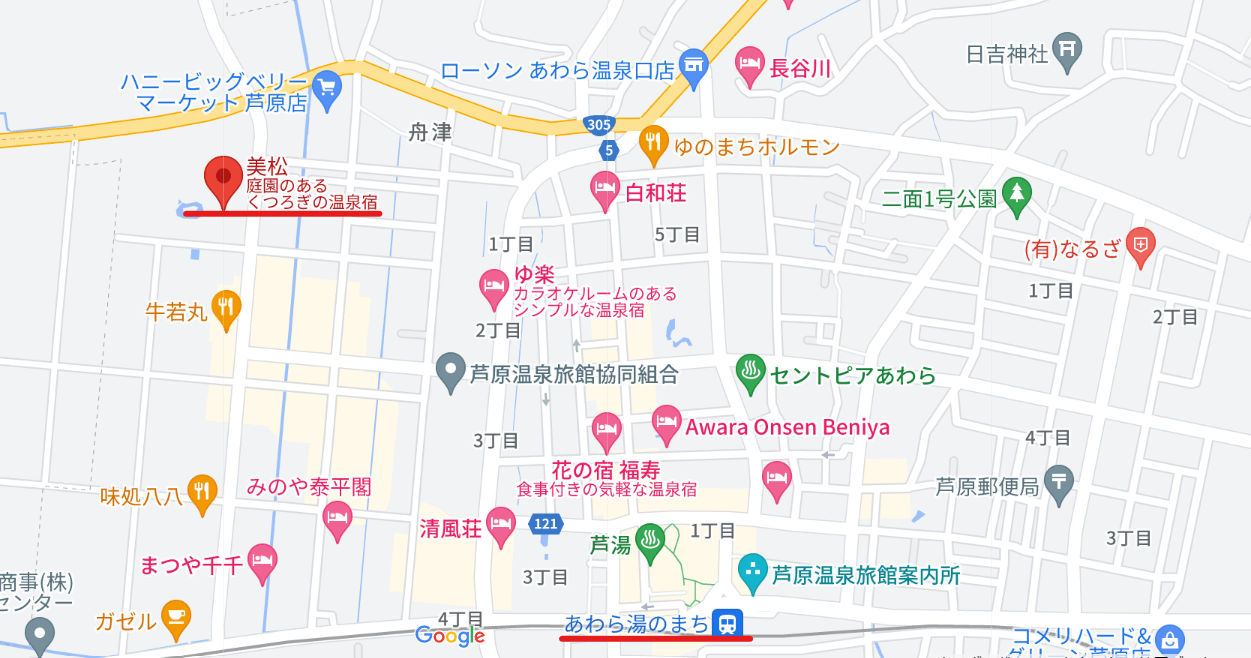 日吉神社
ローソン あわら温泉口店
長谷川
ハニービッグベリー
マーケット 芦原店
305
舟津
5
ゆのまちホルモン
美松
庭園のある
くつろぎの温泉宿
白和荘
二面1号公園
5丁目
1丁目
(有)なるざ
ゆ楽
カラオケルームのある
シンプルな温泉宿
1丁目
牛若丸
2丁目
2丁目
芦原温泉旅館協同組合
セントピアあわら
Awara Onsen Beniya
3丁目
4丁目
花の宿 福寿
食事付きの気軽な温泉宿
みのや泰平閣
芦原郵便局
味処八八
清風荘
121
1丁目
芦湯
3丁目
まつや千千
3丁目
芦原温泉旅館案内所
商事(株)
センター
ガゼル
4丁目
あわら湯のまち
Google
コメリハード&
グリーン芦原店